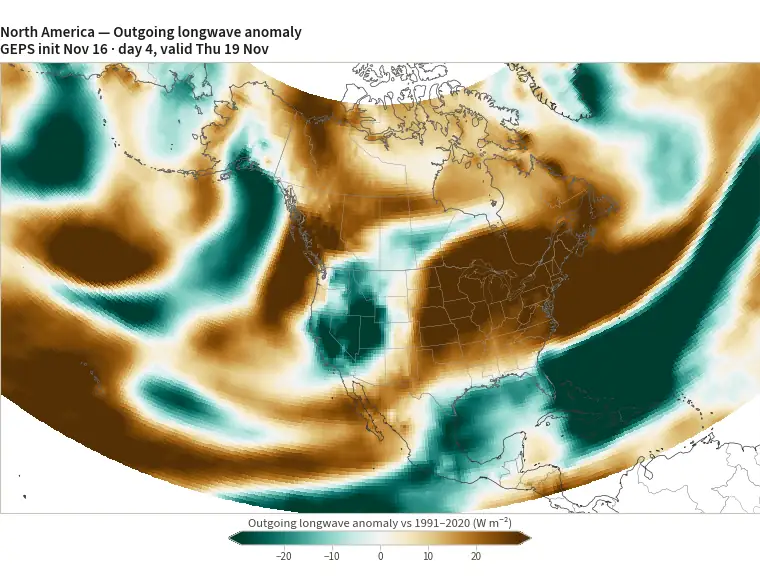 North America — Outgoing longwave anomaly
GEPS init Nov 16 · day 4, valid Thu 19 Nov
Outgoing longwave anomaly vs 1991–2020 (W m⁻²)
−20 −10 0 10 20